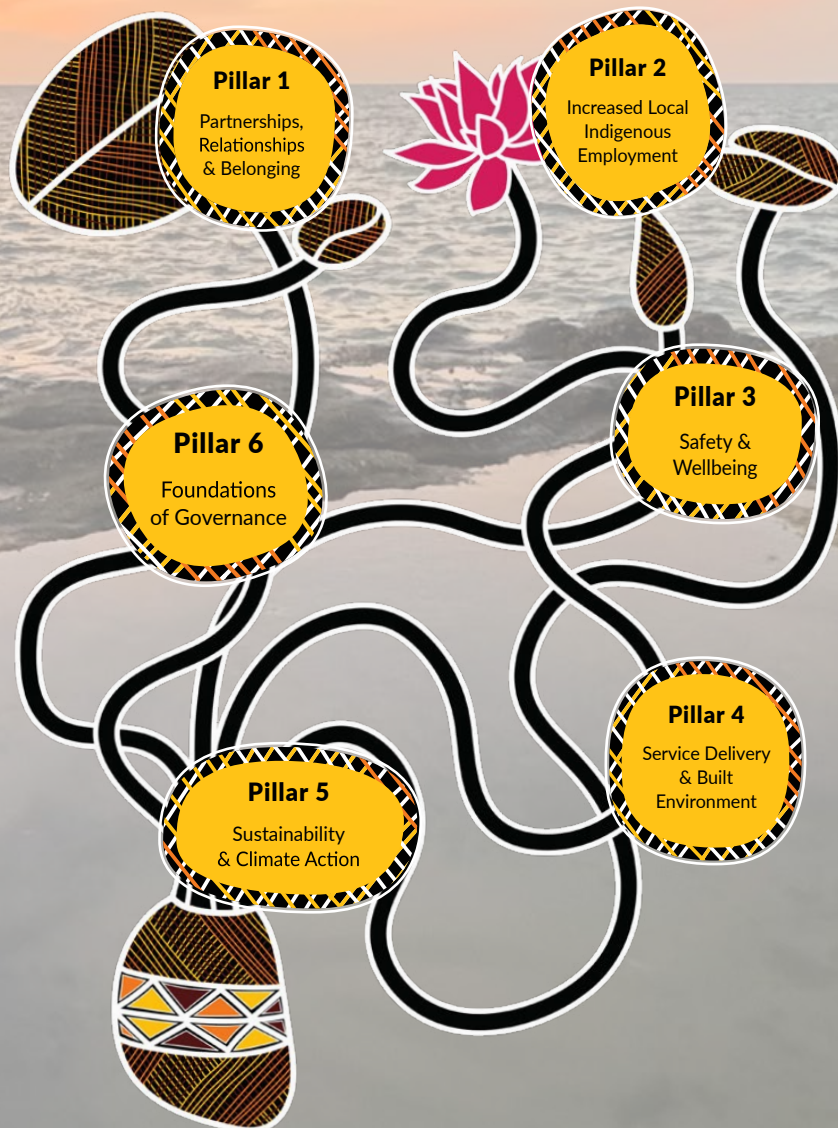 Pillar 1
Partnerships,
Relationships
& Belonging
Pillar 2
Increased Local
Indigenous
Employment
Pillar 3
Safety &
Wellbeing
Pillar 6
Foundations
of Governance
Pillar 4
Service Delivery
& Built
Environment
Pillar 5
Sustainability
& Climate Action